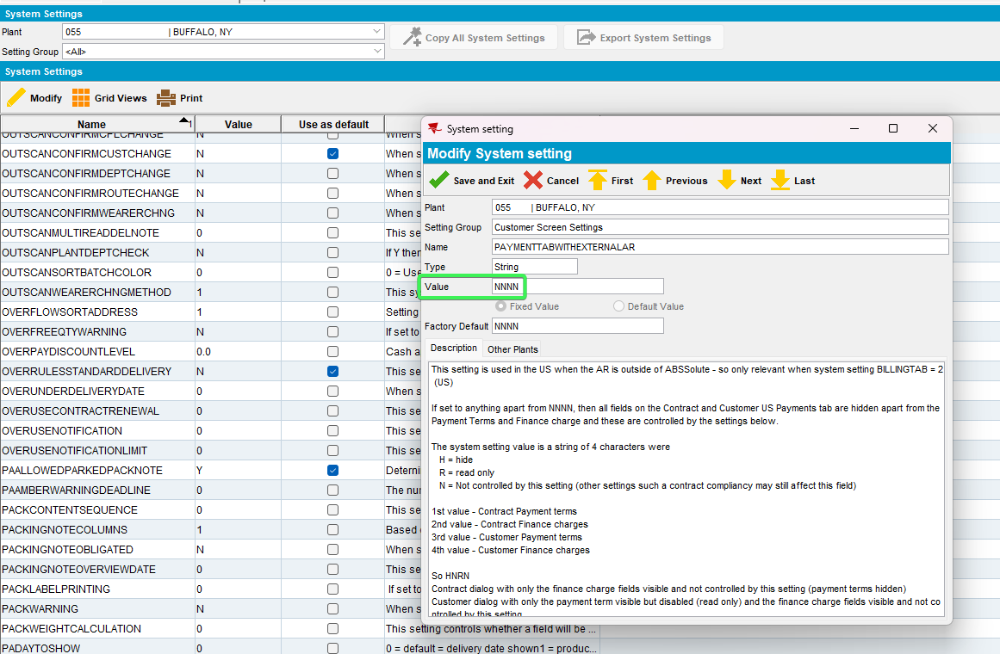 System Settings
Plant 055 | BUFFALO, NY Copy All System Settings Export System Settings
Setting Group <All>
System Settings
Modify Grid Views Print
Name 1 Value Use as default
OUTSCANCONFIRMCPLCHANGE N When s
OUTSCANCONFIRMCUSTCHANGE N When s
OUTSCANCONFIRMDEPTCHANGE N When s
OUTSCANCONFIRMROUTECHANGE N When s
OUTSCANCONFIRMWEARERCHNG N When s
OUTSCANMULTIREADDELNOTE 0 This se
OUTSCANPLANTDEPTCHECK N If Y then
OUTSCANSORTBATCHCOLOR 0 0 = Use
OUTSCANWEARERCHNGMETHOD 1 This sy
OVERFLOWSORTADDRESS 1 Setting
OVERFREEQTYWARNING N If set to
OVERPAYDISCOUNTLEVEL 0.0 Cash a
OVERRULESSTANDARDDELIVERY N This se
OVERUNDERDELIVERYDATE 0 When s
OVERUSECONTRACTRENEWAL 0 This se
OVERUSENOTIFICATION 0 This se
OVERUSENOTIFICATIONLIMIT 0 This se
PAALLOWEDPARKEDPACKNOTE Y Determi
PAAMBERWARNINGDEADLINE 0 The nu
PACKCONTENTSEQUENCE 0 This se
PACKINGNOTECOLUMNS 1 Based
PACKINGNOTEOBLIGATED N When s
PACKINGNOTEOVERVIEWDATE 0 This se
PACKLABELPRINTING 0 If set to
PACKWARNING N When s
PACKWEIGHTCALCULATION 0 This setting controls whether a field will be ...
PADAYTOSHOW 0 0 = default = delivery date shown1 = produc...
System setting
Modify System setting
Save and Exit Cancel First Previous Next Last
Plant 055 | BUFFALO, NY
Setting Group Customer Screen Settings
Name PAYMENTTABWITHEXTERNALAR
Type String
Value NNNN
Fixed Value Default Value
Factory Default NNNN
Description Other Plants
This setting is used in the US when the AR is outside of ABSSolute - so only relevant when system setting BILLINGTAB = 2
(US)
If set to anything apart from NNNN, then all fields on the Contract and Customer US Payments tab are hidden apart from the
Payment Terms and Finance charge and these are controlled by the settings below.
The system setting value is a string of 4 characters were
H = hide
R = read only
N = Not controlled by this setting (other settings such a contract compliancy may still affect this field)
1st value - Contract Payment terms
2nd value - Contract Finance charges
3rd value - Customer Payment terms
4th value - Customer Finance charges
So HNRN
Contract dialog with only the finance charge fields visible and not controlled by this setting (payment terms hidden)
Customer dialog with only the payment term visible but disabled (read only) and the finance charge fields visible and not co
ntrolled by this setting